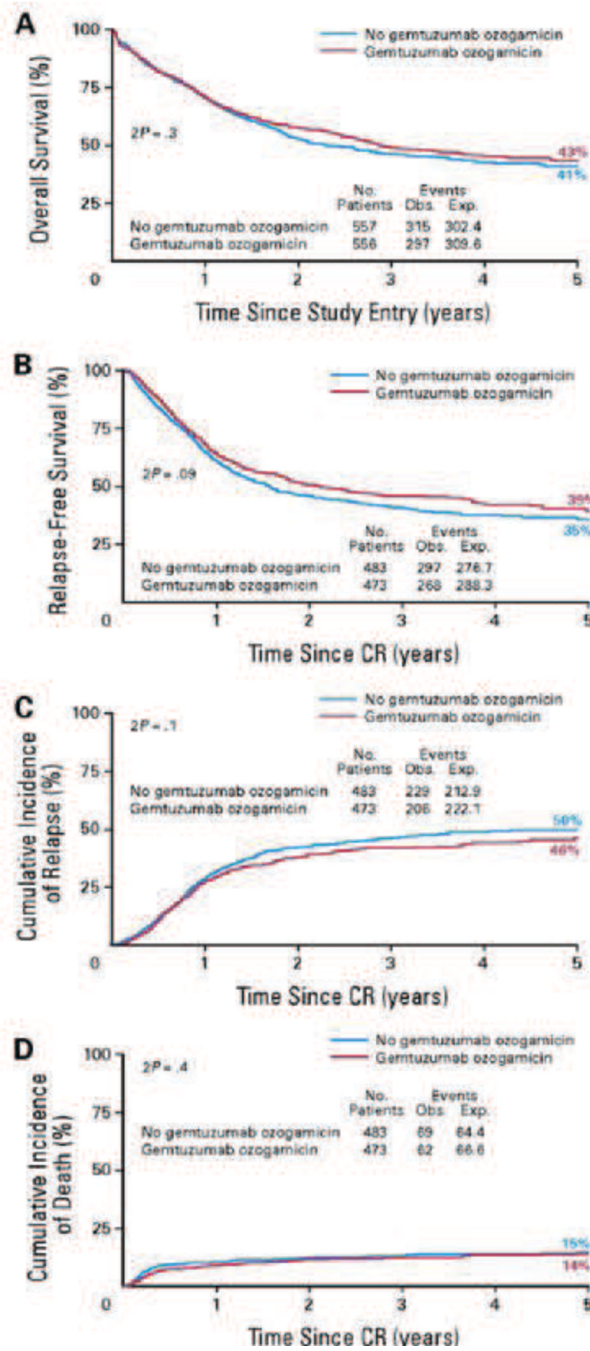 A
100
No gemtuzumab ozogamicin
Gemtuzumab ozogamicin
75
50
25
0
Overall Survival (%)
2P = .3
43%
41%
No. Events
Patients Obs. Exp.
No gemtuzumab ozogamicin 557 315 302.4
Gemtuzumab ozogamicin 556 297 309.6
1 2 3 4 5
Time Since Study Entry (years)
B
100
No gemtuzumab ozogamicin
Gemtuzumab ozogamicin
75
50
25
0
Relapse-Free Survival (%)
2P = .09
39%
35%
No. Events
Patients Obs. Exp.
No gemtuzumab ozogamicin 483 297 276.7
Gemtuzumab ozogamicin 473 268 288.3
1 2 3 4 5
Time Since CR (years)
C
No gemtuzumab ozogamicin
Gemtuzumab ozogamicin
100
75
50
25
0
Cumulative Incidence
of Relapse (%)
2P = .1
No. Events
Patients Obs. Exp.
No gemtuzumab ozogamicin 483 229 212.9
Gemtuzumab ozogamicin 473 206 222.1
50%
46%
1 2 3 4 5
Time Since CR (years)
D
No gemtuzumab ozogamicin
Gemtuzumab ozogamicin
100
75
50
25
0
Cumulative Incidence
of Death (%)
2P = .4
No. Events
Patients Obs. Exp.
No gemtuzumab ozogamicin 483 69 64.4
Gemtuzumab ozogamicin 473 62 66.6
15%
14%
1 2 3 4 5
Time Since CR (years)